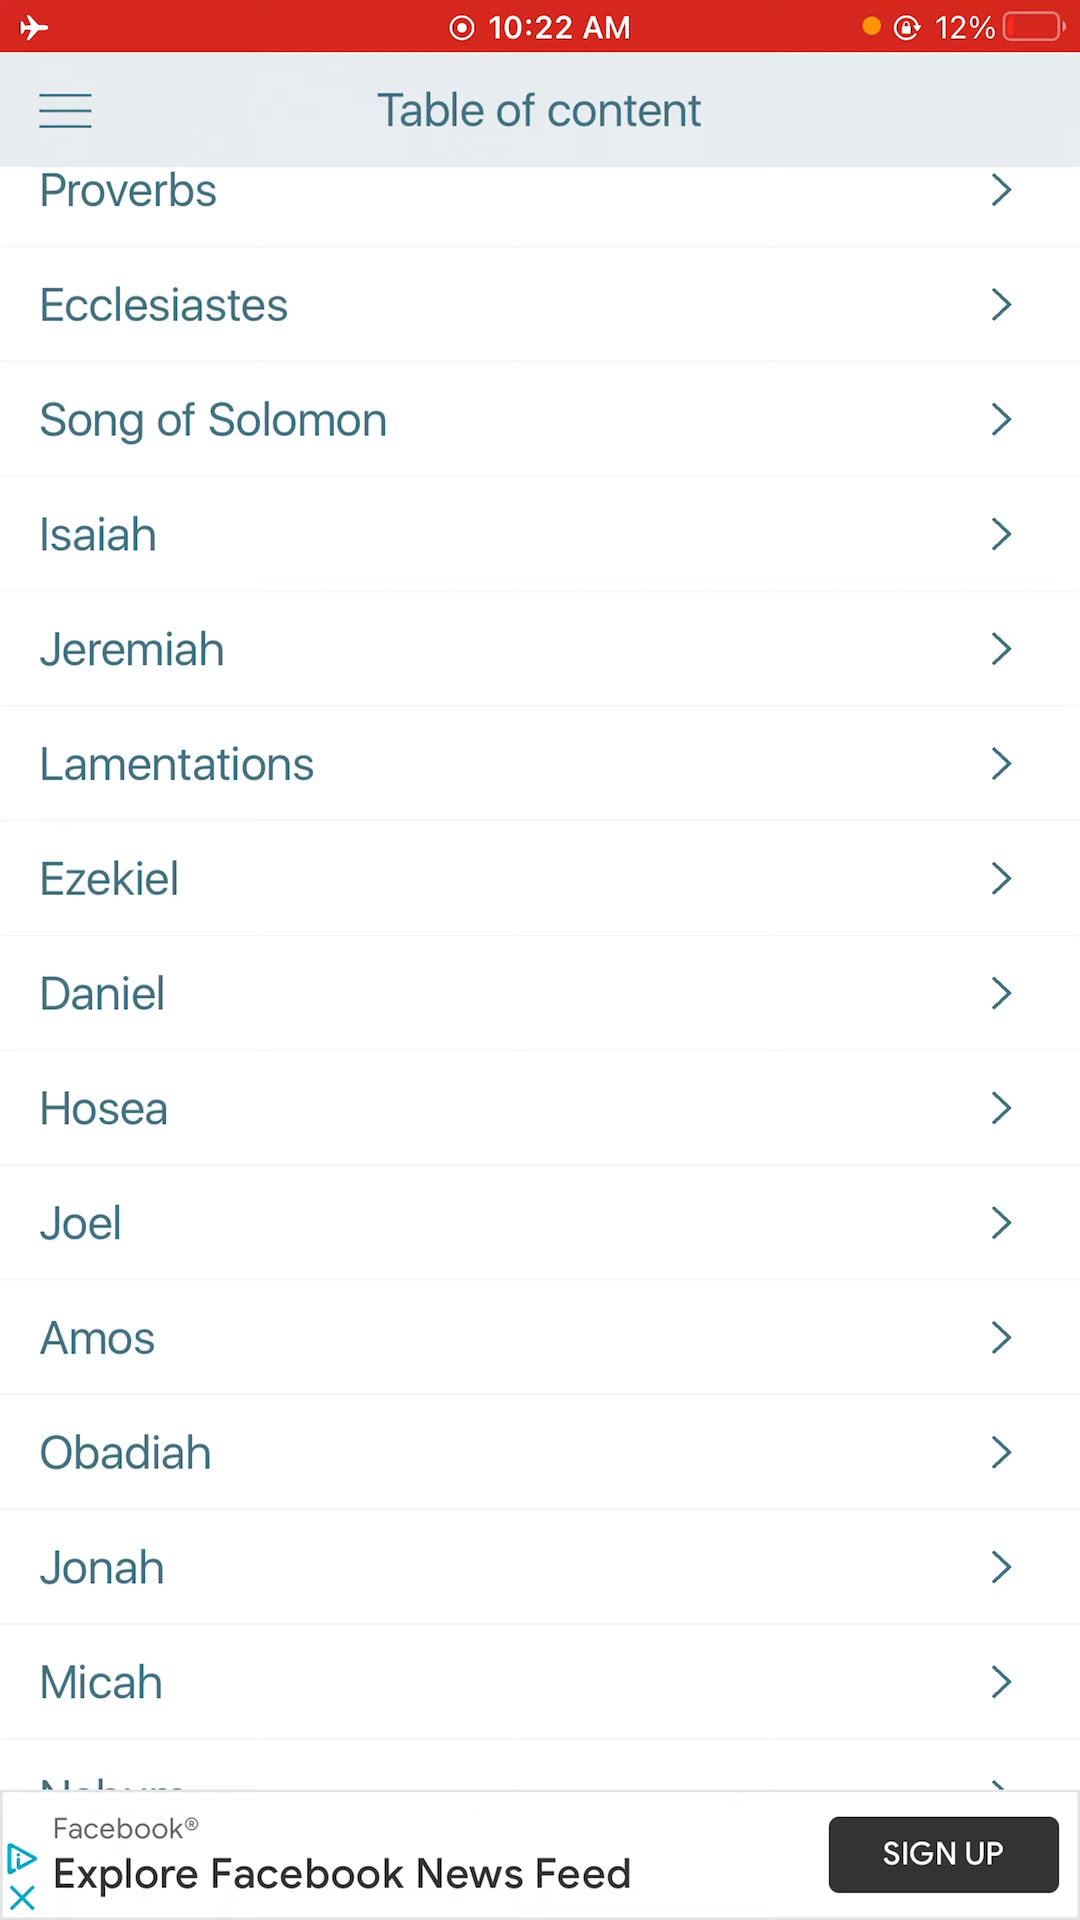 10:22 AM
12%
Table of content
Proverbs
Ecclesiastes
Song of Solomon
Isaiah
Jeremiah
Lamentations
Ezekiel
Daniel
Hosea
Joel
Amos
Obadiah
Jonah
Micah
Facebook®
Explore Facebook News Feed
SIGN UP